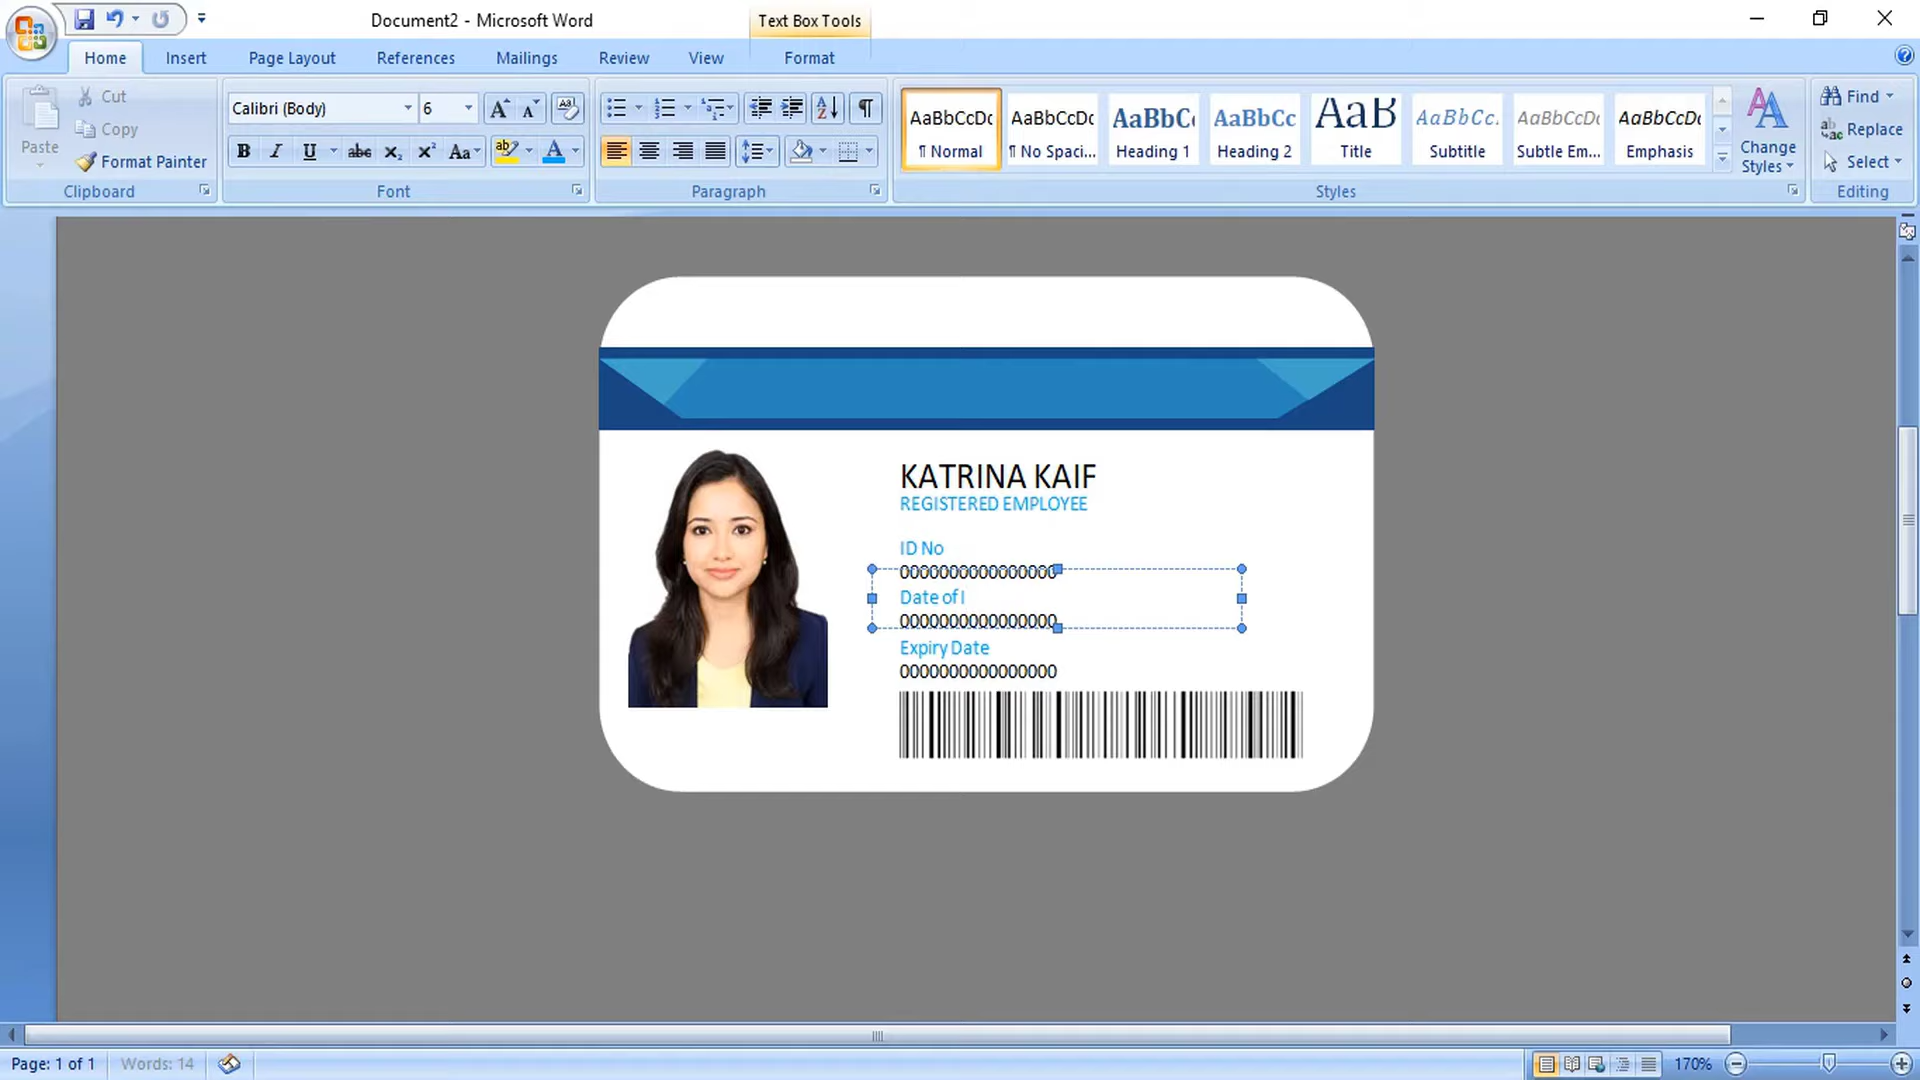 Document2 - Microsoft Word
Text Box Tools
Home
Insert
Page Layout
References
Mailings
Review
View
Format
Paste
Cut
Copy
Format Painter
Clipboard
Calibri (Body)
6
Font
Paragraph
AaBbCcDc
¶ Normal
AaBbCcDc
¶ No Spaci...
AaBbC
Heading 1
AaBbCc
Heading 2
AaB
Title
AaBbCc.
Subtitle
AaBbCcDc
Subtle Em...
AaBbCcDc
Emphasis
Change
Styles
Styles
Find
Replace
Select
Editing
KATRINA KAIF
REGISTERED EMPLOYEE
ID No
0000000000000000
Date of I
0000000000000000
Expiry Date
0000000000000000
Page: 1 of 1
Words: 14
170%